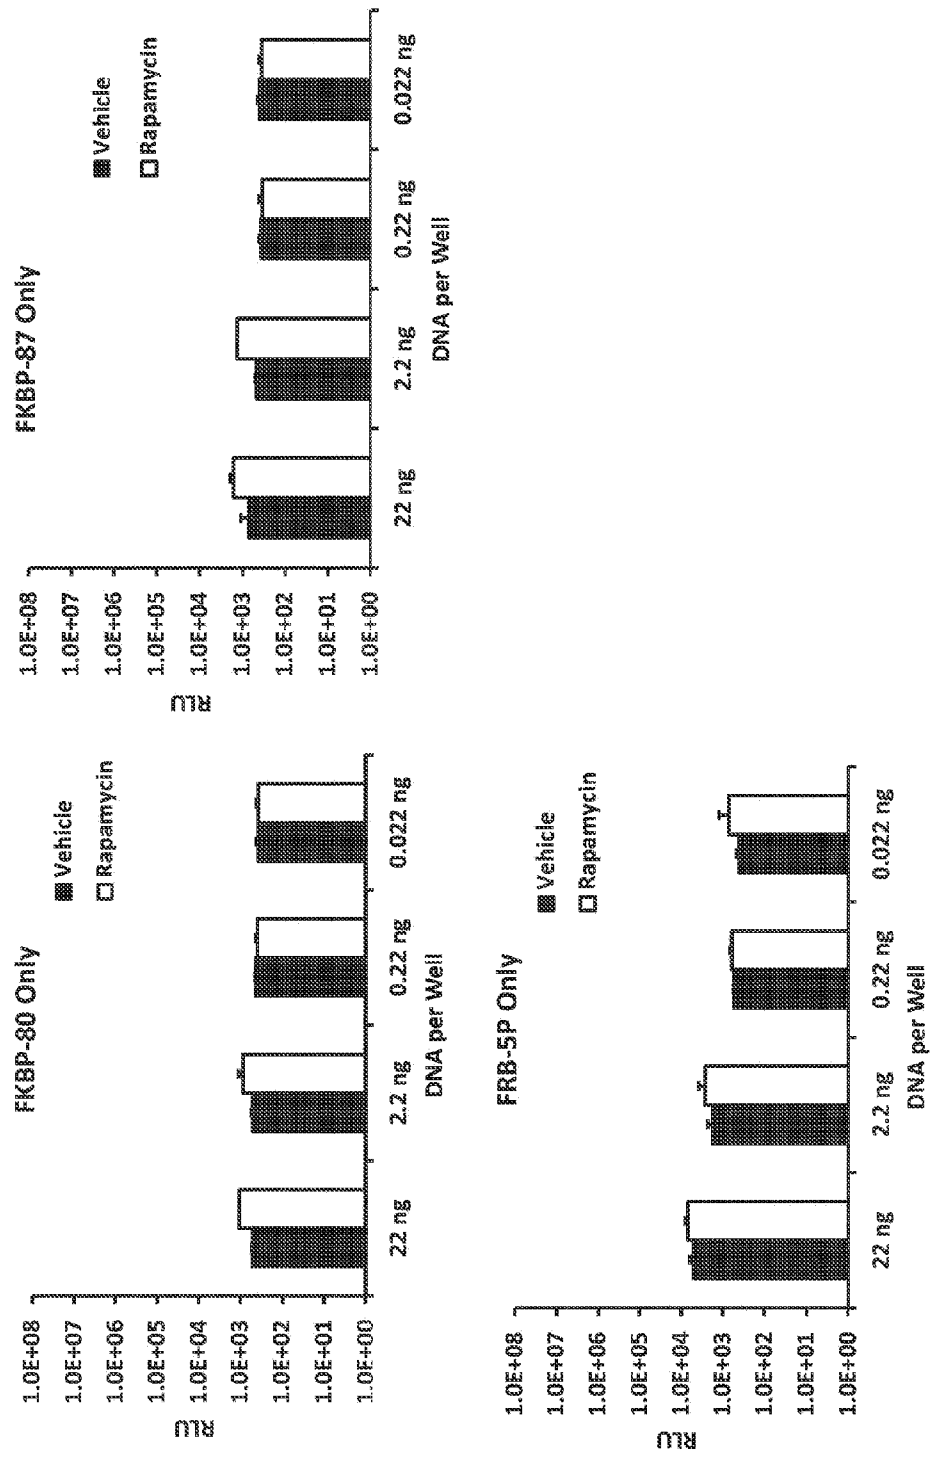 FKBP-80 Only
■ Vehicle
□ Rapamycin
1.0E+08
1.0E+07
1.0E+06
1.0E+05
1.0E+04
1.0E+03
1.0E+02
1.0E+01
1.0E+00
RLU
22 ng 2.2 ng 0.22 ng 0.022 ng
DNA per Well
FKBP-87 Only
■ Vehicle
□ Rapamycin
1.0E+08
1.0E+07
1.0E+06
1.0E+05
1.0E+04
1.0E+03
1.0E+02
1.0E+01
1.0E+00
RLU
22 ng 2.2 ng 0.22 ng 0.022 ng
DNA per Well
FRB-5P Only
■ Vehicle
□ Rapamycin
1.0E+08
1.0E+07
1.0E+06
1.0E+05
1.0E+04
1.0E+03
1.0E+02
1.0E+01
1.0E+00
RLU
22 ng 2.2 ng 0.22 ng 0.022 ng
DNA per Well